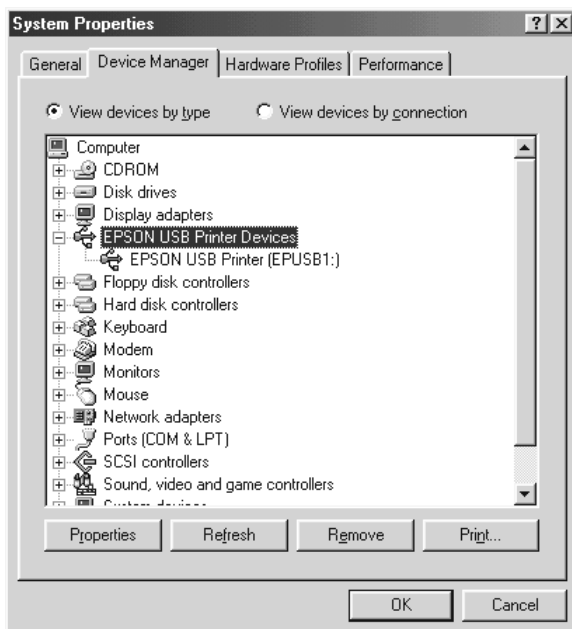 System Properties
General Device Manager Hardware Profiles Performance
View devices by type View devices by connection
Computer
CDROM
Disk drives
Display adapters
EPSON USB Printer Devices
EPSON USB Printer (EPUSB1:)
Floppy disk controllers
Hard disk controllers
Keyboard
Modem
Monitors
Mouse
Network adapters
Ports (COM & LPT)
SCSI controllers
Sound, video and game controllers
System devices
Properties Refresh Remove Print...
OK Cancel